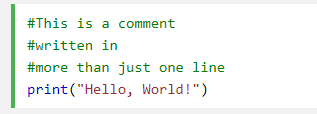 #This is a comment
#written in
#more than just one line
print("Hello, World!")